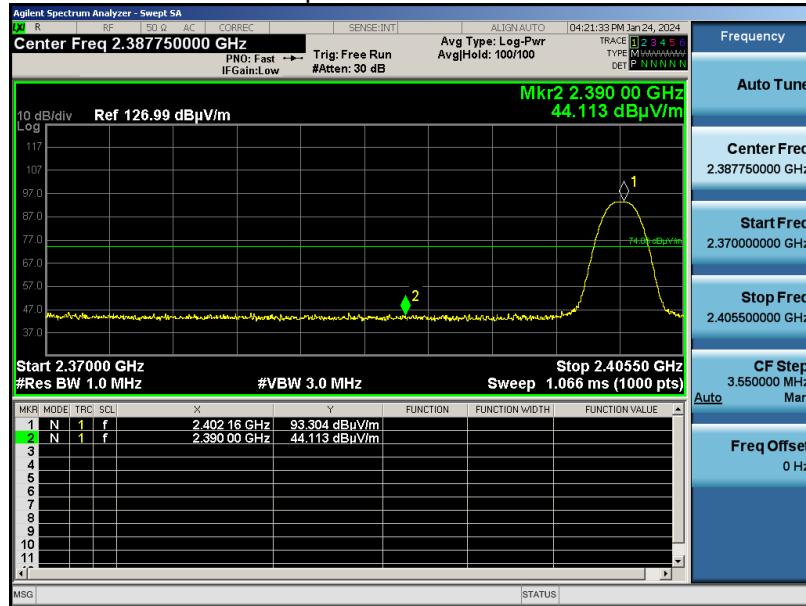 Agilent Spectrum Analyzer - Swept SA
LXI R RF 50 Ω AC CORREC SENSE:INT ALIGN AUTO 04:21:33 PM Jan 24, 2024
Center Freq 2.387750000 GHz
PNO: Fast
IFGain:Low
Trig: Free Run
#Atten: 30 dB
Avg Type: Log-Pwr
Avg|Hold: 100/100
TRACE 1 2 3 4 5 6
TYPE M WWWWW
DET P N N N N N
Mkr2 2.390 00 GHz
44.113 dBµV/m
10 dB/div Ref 126.99 dBµV/m
Log
117
107
97.0
87.0
77.0
67.0
57.0
47.0
37.0
1
74.00 dBµV/m
2
Start 2.37000 GHz Stop 2.40550 GHz
#Res BW 1.0 MHz #VBW 3.0 MHz Sweep 1.066 ms (1000 pts)
MKR MODE TRC SCL X Y FUNCTION FUNCTION WIDTH FUNCTION VALUE
1 N 1 f 2.402 16 GHz 93.304 dBµV/m
2 N 1 f 2.390 00 GHz 44.113 dBµV/m
3
4
5
6
7
8
9
10
11
MSG STATUS
Frequency
Auto Tune
Center Freq
2.387750000 GHz
Start Freq
2.370000000 GHz
Stop Freq
2.405500000 GHz
CF Step
3.550000 MHz
Auto Man
Freq Offset
0 Hz